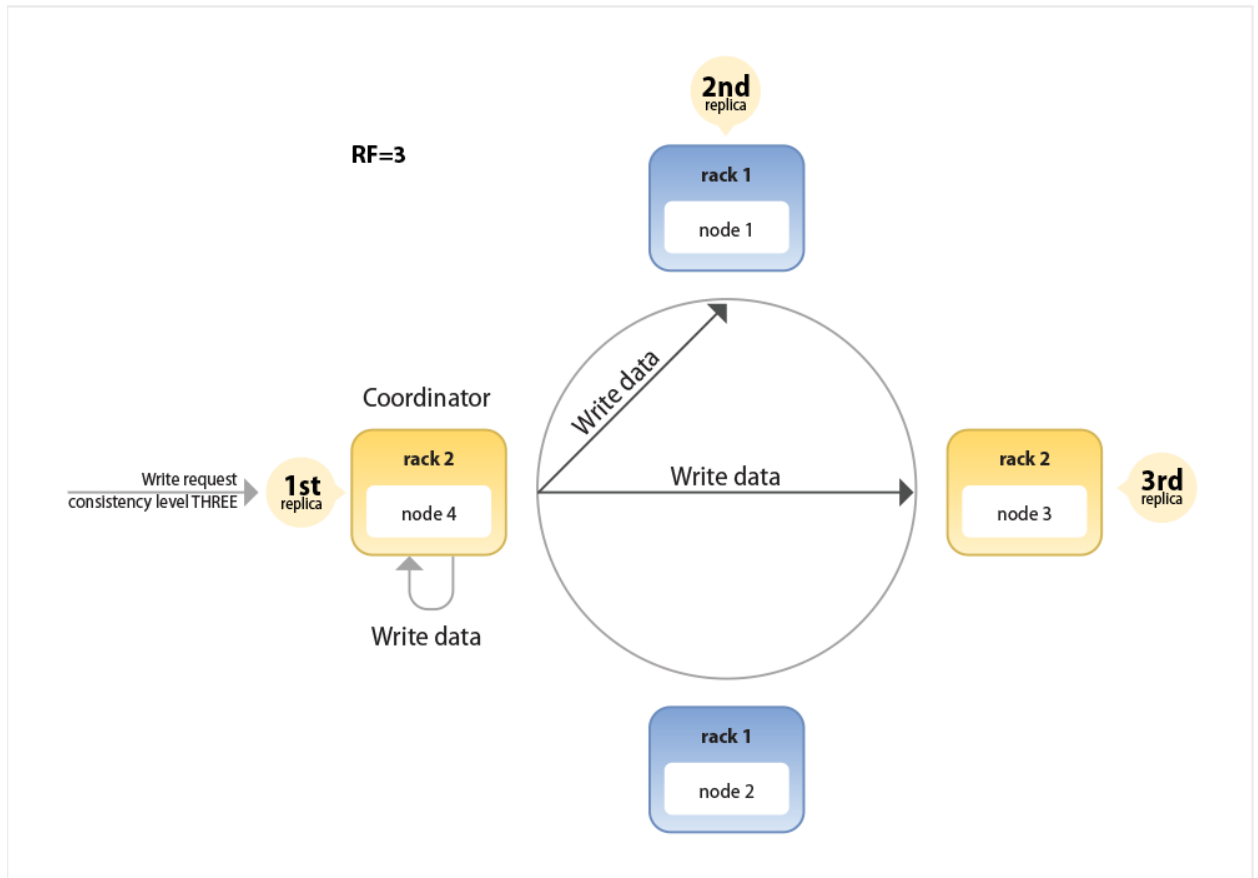 2nd
replica
RF=3
rack 1
node 1
Write data
Coordinator
Write data
rack 2
node 4
Write request
consistency level THREE
1st
replica
rack 2
node 3
3rd
replica
Write data
rack 1
node 2